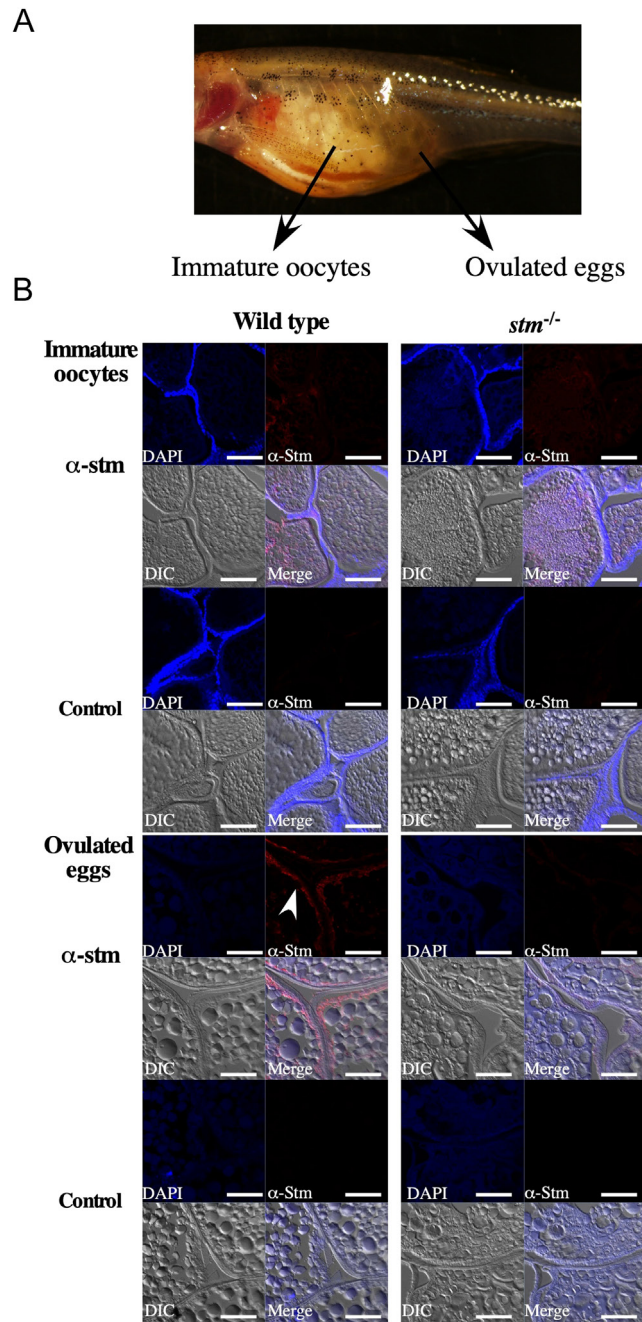 A
Immature oocytes Ovulated eggs
B
Wild type stm-/-
Immature
oocytes
α-stm
DAPI α-Stm DAPI α-Stm
DIC Merge DIC Merge
Control
DAPI α-Stm DAPI α-Stm
DIC Merge DIC Merge
Ovulated
eggs
α-stm
DAPI α-Stm DAPI α-Stm
DIC Merge DIC Merge
Control
DAPI α-Stm DAPI α-Stm
DIC Merge DIC Merge